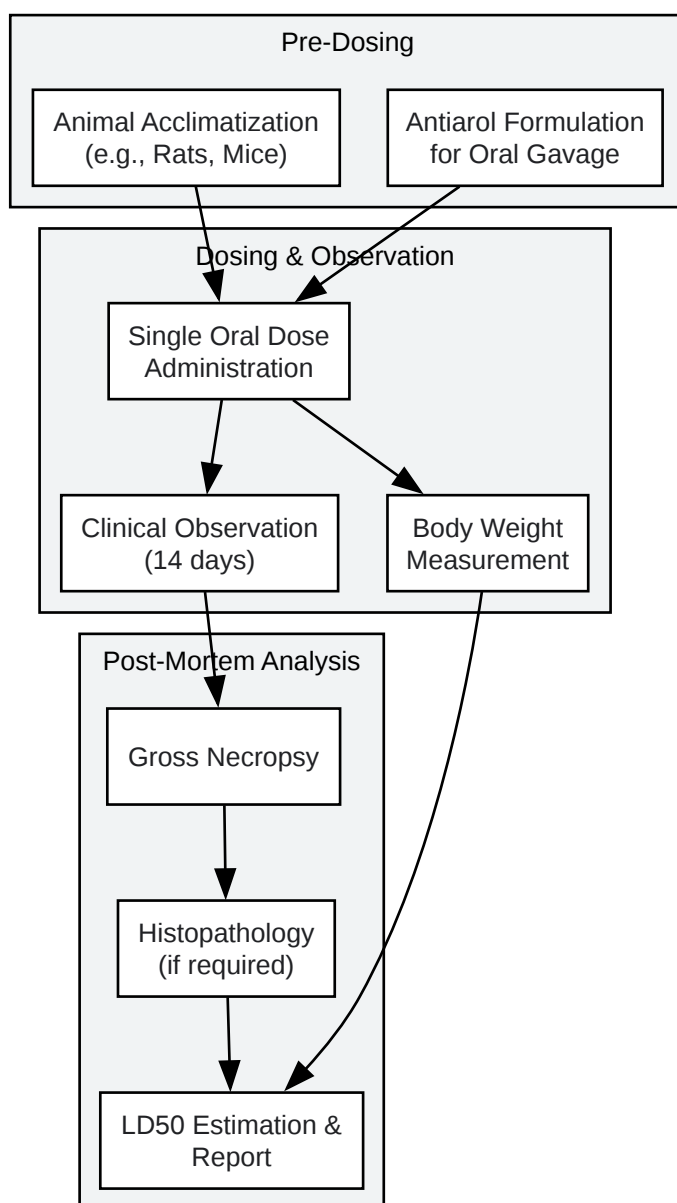 Pre-Dosing
Animal Acclimatization
(e.g., Rats, Mice)
Antiarol Formulation
for Oral Gavage
Dosing & Observation
Single Oral Dose
Administration
Clinical Observation
(14 days)
Body Weight
Measurement
Post-Mortem Analysis
Gross Necropsy
Histopathology
(if required)
LD50 Estimation &
Report